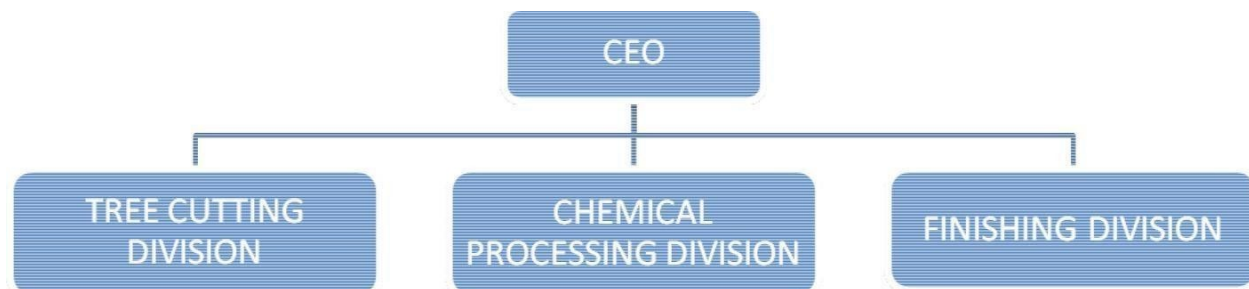 CEO
TREE CUTTING
DIVISION
CHEMICAL
PROCESSING DIVISION
FINISHING DIVISION